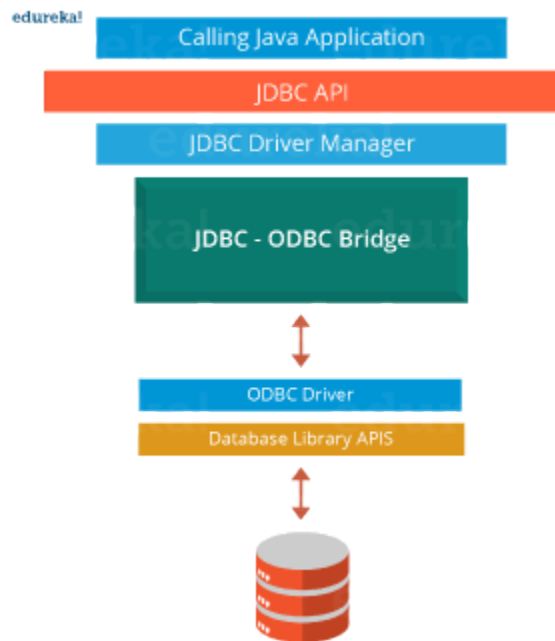 edureka!
Calling Java Application
JDBC API
JDBC Driver Manager
JDBC - ODBC Bridge
ODBC Driver
Database Library APIS